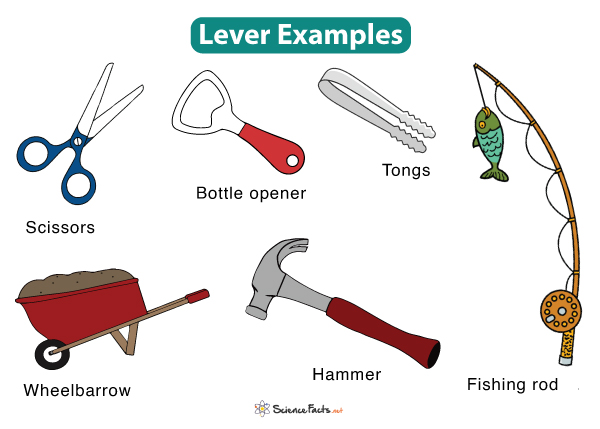 Lever Examples
Scissors
Bottle opener
Tongs
Wheelbarrow
Hammer
Fishing rod
ScienceFacts.net